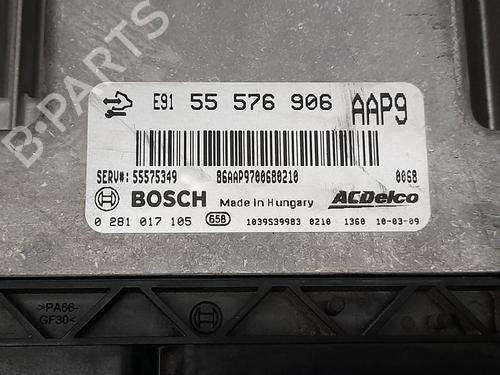 B-PARTS
E91 55 576 906 AAP9
SERV#: 55575349 86AAP9700680210 0068
BOSCH Made in Hungary ACDelco
0 281 017 105 658 1039S39983 0210 1360 10-03-09
>PA66-
GF30<